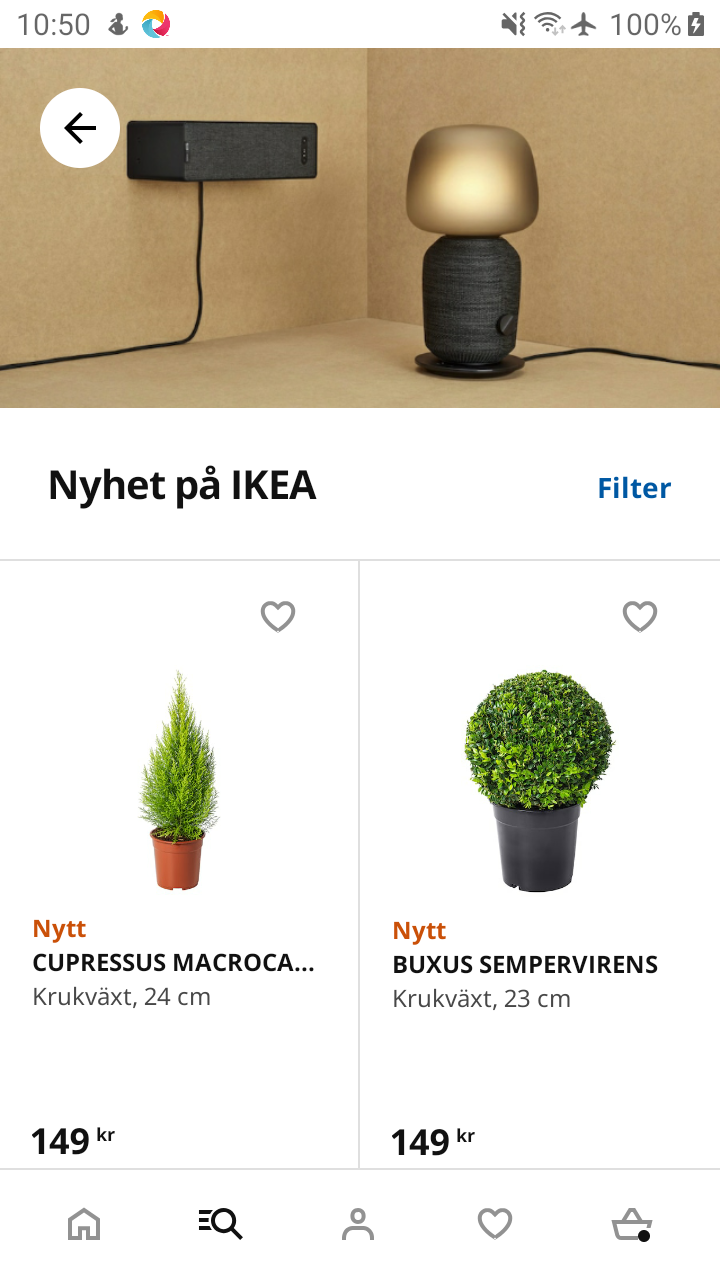 10:50
100%
Nyhet på IKEA
Filter
Nytt
CUPRESSUS MACROCA...
Krukväxt, 24 cm
149 kr
Nytt
BUXUS SEMPERVIRENS
Krukväxt, 23 cm
149 kr